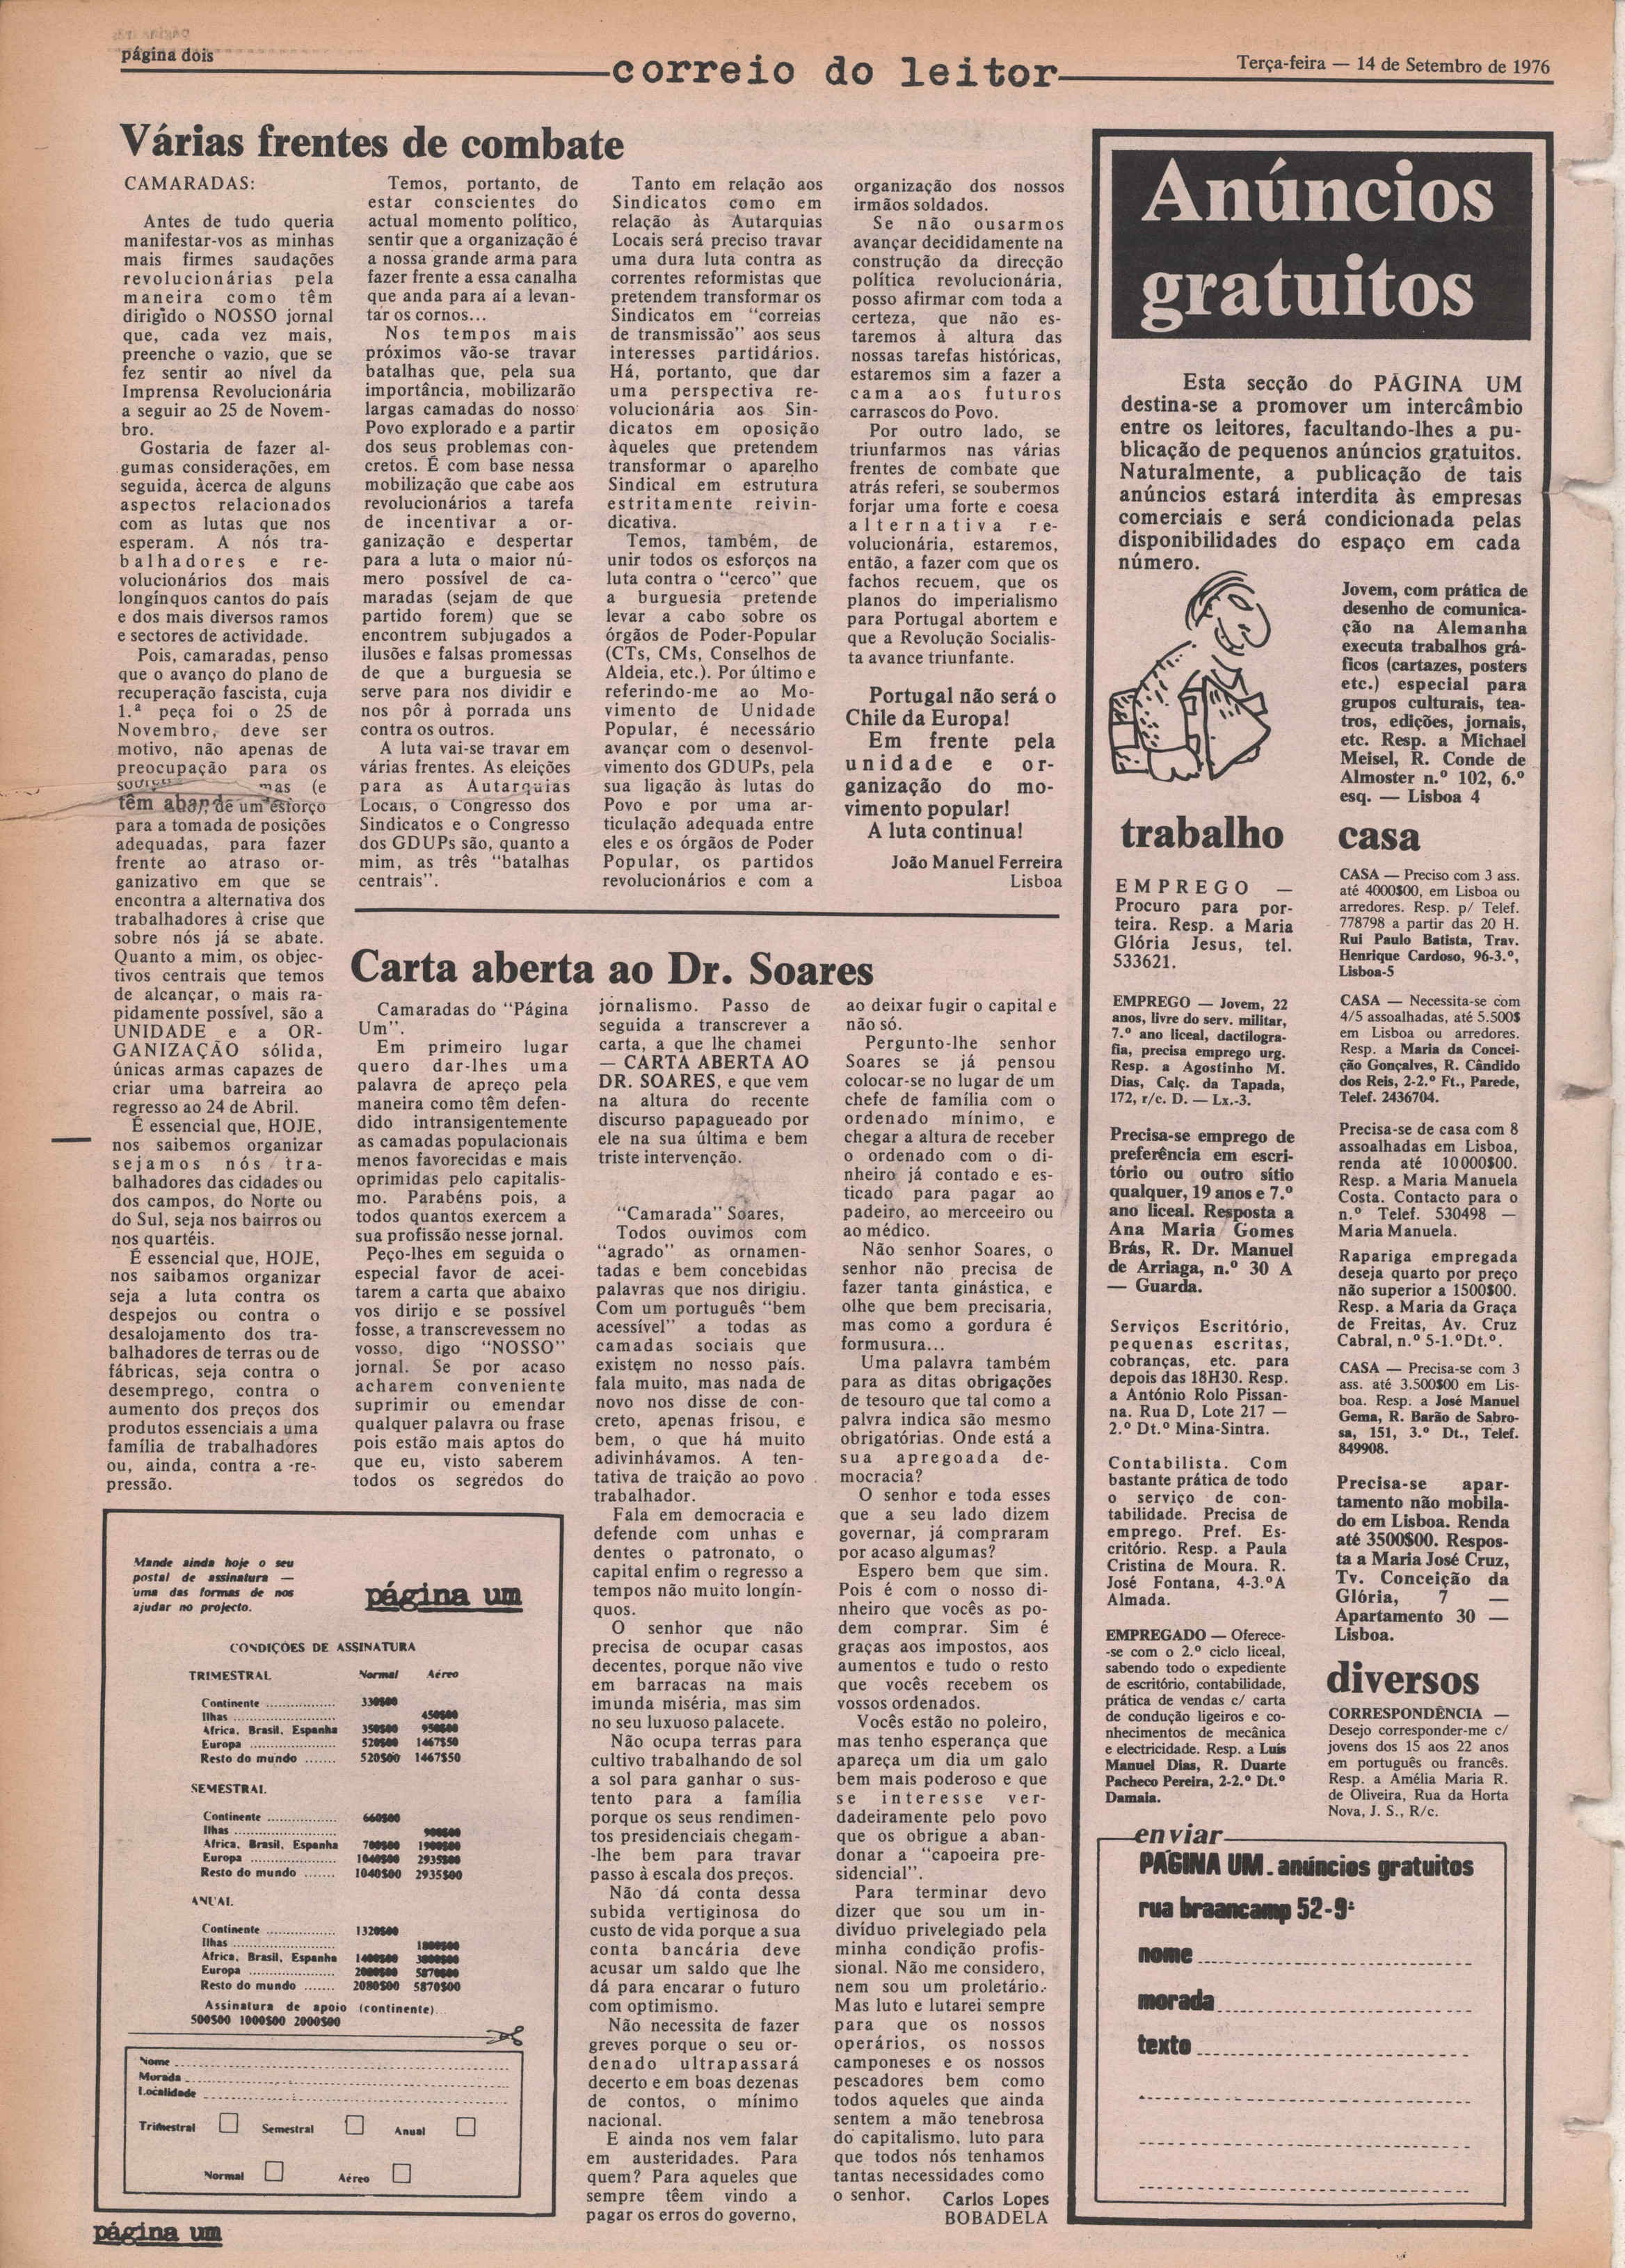 página dois
correio do leitor
Terça-feira — 14 de Setembro de 1976
Várias frentes de combate
CAMARADAS:
Antes de tudo queria
manifestar-vos as minhas
mais firmes saudações
revolucionárias pela
maneira como têm
dirigido o NOSSO jornal
que, cada vez mais,
preenche o vazio, que se
fez sentir ao nível da
Imprensa Revolucionária
a seguir ao 25 de Novem-
bro.
Gostaria de fazer al-
gumas considerações, em
seguida, àcerca de alguns
aspectos relacionados
com as lutas que nos
esperam. A nós tra-
balhadores e re-
volucionários dos mais
longínquos cantos do país
e dos mais diversos ramos
e sectores de actividade.
Pois, camaradas, penso
que o avanço do plano de
recuperação fascista, cuja
1.ª peça foi o 25 de
Novembro, deve ser
motivo, não apenas de
preocupação para os
mas (e
têm de um esforço
para a tomada de posições
adequadas, para fazer
frente ao atraso or-
ganizativo em que se
encontra a alternativa dos
trabalhadores à crise que
sobre nós já se abate.
Quanto a mim, os objec-
tivos centrais que temos
de alcançar, o mais ra-
pidamente possível, são a
UNIDADE e a OR-
GANIZAÇÃO sólida,
únicas armas capazes de
criar uma barreira ao
regresso ao 24 de Abril.
É essencial que, HOJE,
nos saibemos organizar
sejamos nós tra-
balhadores das cidades ou
dos campos, do Norte ou
do Sul, seja nos bairros ou
nos quartéis.
É essencial que, HOJE,
nos saibamos organizar
seja a luta contra os
despejos ou contra o
desalojamento dos tra-
balhadores de terras ou de
fábricas, seja contra o
desemprego, contra o
aumento dos preços dos
produtos essenciais a uma
família de trabalhadores
ou, ainda, contra a re-
pressão.
Temos, portanto, de
estar conscientes do
actual momento político,
sentir que a organização é
a nossa grande arma para
fazer frente a essa canalha
que anda para aí a levan-
tar os cornos...
Nos tempos mais
próximos vão-se travar
batalhas que, pela sua
importância, mobilizarão
largas camadas do nosso
Povo explorado e a partir
dos seus problemas con-
cretos. É com base nessa
mobilização que cabe aos
revolucionários a tarefa
de incentivar a or-
ganização e despertar
para a luta o maior nú-
mero possível de ca-
maradas (sejam de que
partido forem) que se
encontrem subjugados a
ilusões e falsas promessas
de que a burguesia se
serve para nos dividir e
nos pôr à porrada uns
contra os outros.
A luta vai-se travar em
várias frentes. As eleições
para as Autarquias
Locais, o Congresso dos
Sindicatos e o Congresso
dos GDUPs são, quanto a
mim, as três "batalhas
centrais".
Tanto em relação aos
Sindicatos como em
relação às Autarquias
Locais será preciso travar
uma dura luta contra as
correntes reformistas que
pretendem transformar os
Sindicatos em "correias
de transmissão" aos seus
interesses partidários.
Há, portanto, que dar
uma perspectiva re-
volucionária aos Sin-
dicatos em oposição
àqueles que pretendem
transformar o aparelho
Sindical em estrutura
estritamente reivin-
dicativa.
Temos, também, de
unir todos os esforços na
luta contra o "cerco" que
a burguesia pretende
levar a cabo sobre os
órgãos de Poder-Popular
(CTs, CMs, Conselhos de
Aldeia, etc.). Por último e
referindo-me ao Mo-
vimento de Unidade
Popular, é necessário
avançar com o desenvol-
vimento dos GDUPs, pela
sua ligação às lutas do
Povo e por uma ar-
ticulação adequada entre
eles e os órgãos de Poder
Popular, os partidos
revolucionários e com a
organização dos nossos
irmãos soldados.
Se não ousarmos
avançar decididamente na
construção da direcção
política revolucionária,
posso afirmar com toda a
certeza, que não es-
taremos à altura das
nossas tarefas históricas,
estaremos sim a fazer a
cama aos futuros
carrascos do Povo.
Por outro lado, se
triunfarmos nas várias
frentes de combate que
atrás referi, se soubermos
forjar uma forte e coesa
alternativa re-
volucionária, estaremos,
então, a fazer com que os
fachos recuem, que os
planos do imperialismo
para Portugal abortem e
que a Revolução Socialis-
ta avance triunfante.
Portugal não será o
Chile da Europa!
Em frente pela
unidade e or-
ganização do mo-
vimento popular!
A luta continua!
João Manuel Ferreira
Lisboa
Carta aberta ao Dr. Soares
Camaradas do "Página
Um".
Em primeiro lugar
quero dar-lhes uma
palavra de apreço pela
maneira como têm defen-
dido intransigentemente
as camadas populacionais
menos favorecidas e mais
oprimidas pelo capitalis-
mo. Parabéns pois, a
todos quantos exercem a
sua profissão nesse jornal.
Peço-lhes em seguida o
especial favor de acei-
tarem a carta que abaixo
vos dirijo e se possível
fosse, a transcrevessem no
vosso, digo "NOSSO"
jornal. Se por acaso
acharem conveniente
suprimir ou emendar
qualquer palavra ou frase
pois estão mais aptos do
que eu, visto saberem
todos os segredos do
jornalismo. Passo de
seguida a transcrever a
carta, a que lhe chamei
— CARTA ABERTA AO
DR. SOARES, e que vem
na altura do recente
discurso papagueado por
ele na sua última e bem
triste intervenção.
"Camarada" Soares,
Todos ouvimos com
"agrado" as ornamen-
tadas e bem concebidas
palavras que nos dirigiu.
Com um português "bem
acessível" a todas as
camadas sociais que
existem no nosso país.
fala muito, mas nada de
novo nos disse de con-
creto, apenas frisou, e
bem, o que há muito
adivinhávamos. A ten-
tativa de traição ao povo
trabalhador.
Fala em democracia e
defende com unhas e
dentes o patronato, o
capital enfim o regresso a
tempos não muito longín-
quos.
O senhor que não
precisa de ocupar casas
decentes, porque não vive
em barracas na mais
imunda miséria, mas sim
no seu luxuoso palacete.
Não ocupa terras para
cultivo trabalhando de sol
a sol para ganhar o sus-
tento para a família
porque os seus rendimen-
tos presidenciais chegam-
-lhe bem para travar
passo à escala dos preços.
Não dá conta dessa
subida vertiginosa do
custo de vida porque a sua
conta bancária deve
acusar um saldo que lhe
dá para encarar o futuro
com optimismo.
Não necessita de fazer
greves porque o seu or-
denado ultrapassará
decerto e em boas dezenas
de contos, o mínimo
nacional.
E ainda nos vem falar
em austeridades. Para
quem? Para aqueles que
sempre têem vindo a
pagar os erros do governo,
ao deixar fugir o capital e
não só.
Pergunto-lhe senhor
Soares se já pensou
colocar-se no lugar de um
chefe de família com o
ordenado mínimo, e
chegar a altura de receber
o ordenado com o di-
nheiro já contado e es-
ticado para pagar ao
padeiro, ao merceeiro ou
ao médico.
Não senhor Soares, o
senhor não precisa de
fazer tanta ginástica, e
olhe que bem precisaria,
mas como a gordura é
formusura...
Uma palavra também
para as ditas obrigações
de tesouro que tal como a
palvra indica são mesmo
obrigatórias. Onde está a
sua apregoada de-
mocracia?
O senhor e toda esses
que a seu lado dizem
governar, já compraram
por acaso algumas?
Espero bem que sim.
Pois é com o nosso di-
nheiro que vocês as po-
dem comprar. Sim é
graças aos impostos, aos
aumentos e tudo o resto
que vocês recebem os
vossos ordenados.
Vocês estão no poleiro,
mas tenho esperança que
apareça um dia um galo
bem mais poderoso e que
se interesse ver-
dadeiramente pelo povo
que os obrigue a aban-
donar a "capoeira pre-
sidencial".
Para terminar devo
dizer que sou um in-
divíduo privelegiado pela
minha condição profis-
sional. Não me considero,
nem sou um proletário.
Mas luto e lutarei sempre
para que os nossos
operários, os nossos
camponeses e os nossos
pescadores bem como
todos aqueles que ainda
sentem a mão tenebrosa
do capitalismo, luto para
que todos nós tenhamos
tantas necessidades como
o senhor.
Carlos Lopes
BOBADELA
Mande ainda hoje o seu
postal de assinatura —
uma das formas de nos
ajudar no projecto.
página um
CONDIÇÕES DE ASSINATURA
TRIMESTRAL Normal Aéreo
Continente 330$00
Ilhas 450$00
Africa, Brasil, Espanha 350$00 950$00
Europa 520$00 1467$50
Resto do mundo 520$00 1467$50
SEMESTRAL
Continente 660$00
Ilhas 900$00
Africa, Brasil, Espanha 700$00 1900$00
Europa 1040$00 2935$00
Resto do mundo 1040$00 2935$00
ANUAL
Continente 1320$00
Ilhas 1800$00
Africa, Brasil, Espanha 1400$00 3800$00
Europa 2080$00 5870$00
Resto do mundo 2080$00 5870$00
Assinatura de apoio (continente)
500$00 1000$00 2000$00
Nome
Morada
Localidade
Trimestral Semestral Anual
Normal Aéreo
página um
Anúncios
gratuitos
Esta secção do PÁGINA UM
destina-se a promover um intercâmbio
entre os leitores, facultando-lhes a pu-
blicação de pequenos anúncios gratuitos.
Naturalmente, a publicação de tais
anúncios estará interdita às empresas
comerciais e será condicionada pelas
disponibilidades do espaço em cada
número.
Jovem, com prática de
desenho de comunica-
ção na Alemanha
executa trabalhos grá-
ficos (cartazes, posters
etc.) especial para
grupos culturais, tea-
tros, edições, jornais,
etc. Resp. a Michael
Meisel, R. Conde de
Almoster n.º 102, 6.º
esq. — Lisboa 4
trabalho
EMPREGO —
Procuro para por-
teira. Resp. a Maria
Glória Jesus, tel.
533621.
EMPREGO — Jovem, 22
anos, livre do serv. militar,
7.º ano liceal, dactilogra-
fia, precisa emprego urg.
Resp. a Agostinho M.
Dias, Calç. da Tapada,
172, r/c. D. — Lx.-3.
Precisa-se emprego de
preferência em escri-
tório ou outro sítio
qualquer, 19 anos e 7.º
ano liceal. Resposta a
Ana Maria Gomes
Brás, R. Dr. Manuel
de Arriaga, n.º 30 A
— Guarda.
Serviços Escritório,
pequenas escritas,
cobranças, etc. para
depois das 18H30. Resp.
a António Rolo Pissan-
na. Rua D, Lote 217 —
2.º Dt.º Mina-Sintra.
Contabilista. Com
bastante prática de todo
o serviço de con-
tabilidade. Precisa de
emprego. Pref. Es-
critório. Resp. a Paula
Cristina de Moura. R.
José Fontana, 4-3.ºA
Almada.
EMPREGADO — Oferece-
-se com o 2.º ciclo liceal,
sabendo todo o expediente
de escritório, contabilidade,
prática de vendas c/ carta
de condução ligeiros e co-
nhecimentos de mecânica
e electricidade. Resp. a Luís
Manuel Dias, R. Duarte
Pacheco Pereira, 2-2.º Dt.º
Damaia.
casa
CASA — Preciso com 3 ass.
até 4000$00, em Lisboa ou
arredores. Resp. p/ Telef.
778798 a partir das 20 H.
Rui Paulo Batista, Trav.
Henrique Cardoso, 96-3.º,
Lisboa-5
CASA — Necessita-se com
4/5 assoalhadas, até 5.500$
em Lisboa ou arredores.
Resp. a Maria da Concei-
ção Gonçalves, R. Cândido
dos Reis, 2-2.º Ft., Parede,
Telef. 2436704.
Precisa-se de casa com 8
assoalhadas em Lisboa,
renda até 10000$00.
Resp. a Maria Manuela
Costa. Contacto para o
n.º Telef. 530498 —
Maria Manuela.
Rapariga empregada
deseja quarto por preço
não superior a 1500$00.
Resp. a Maria da Graça
de Freitas, Av. Cruz
Cabral, n.º 5-1.ºDt.º.
CASA — Precisa-se com 3
ass. até 3.500$00 em Lis-
boa. Resp. a José Manuel
Gema, R. Barão de Sabro-
sa, 151, 3.º Dt., Telef.
849908.
Precisa-se apar-
tamento não mobila-
do em Lisboa. Renda
até 3500$00. Respos-
ta a Maria José Cruz,
Tv. Conceição da
Glória, 7 —
Apartamento 30 —
Lisboa.
diversos
CORRESPONDÊNCIA —
Desejo corresponder-me c/
jovens dos 15 aos 22 anos
em português ou francês.
Resp. a Amélia Maria R.
de Oliveira, Rua da Horta
Nova, J. S., R/c.
enviar
PÁGINA UM - anúncios gratuitos
rua braancamp 52-9º
nome
morada
texto